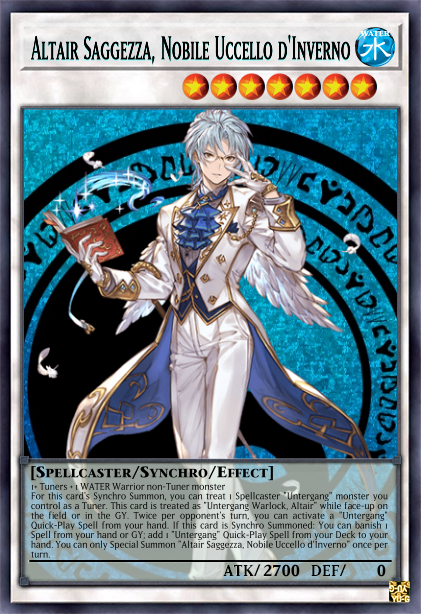 Altair Saggezza, Nobile Uccello d'Inverno
WATER
水
[Spellcaster/Synchro/Effect]
1+ Tuners + 1 WATER Warrior non-Tuner monster
For this card's Synchro Summon, you can treat 1 Spellcaster "Untergang" monster you
control as a Tuner. This card is treated as "Untergang Warlock, Altair" while face-up on
the field or in the GY. Twice per opponent's turn, you can activate a "Untergang"
Quick-Play Spell from your hand. If this card is Synchro Summoned: You can banish 1
Spell from your hand or GY; add 1 "Untergang" Quick-Play Spell from your Deck to your
hand. You can only Special Summon "Altair Saggezza, Nobile Uccello d'Inverno" once per
turn.
ATK/ 2700 DEF/ 0